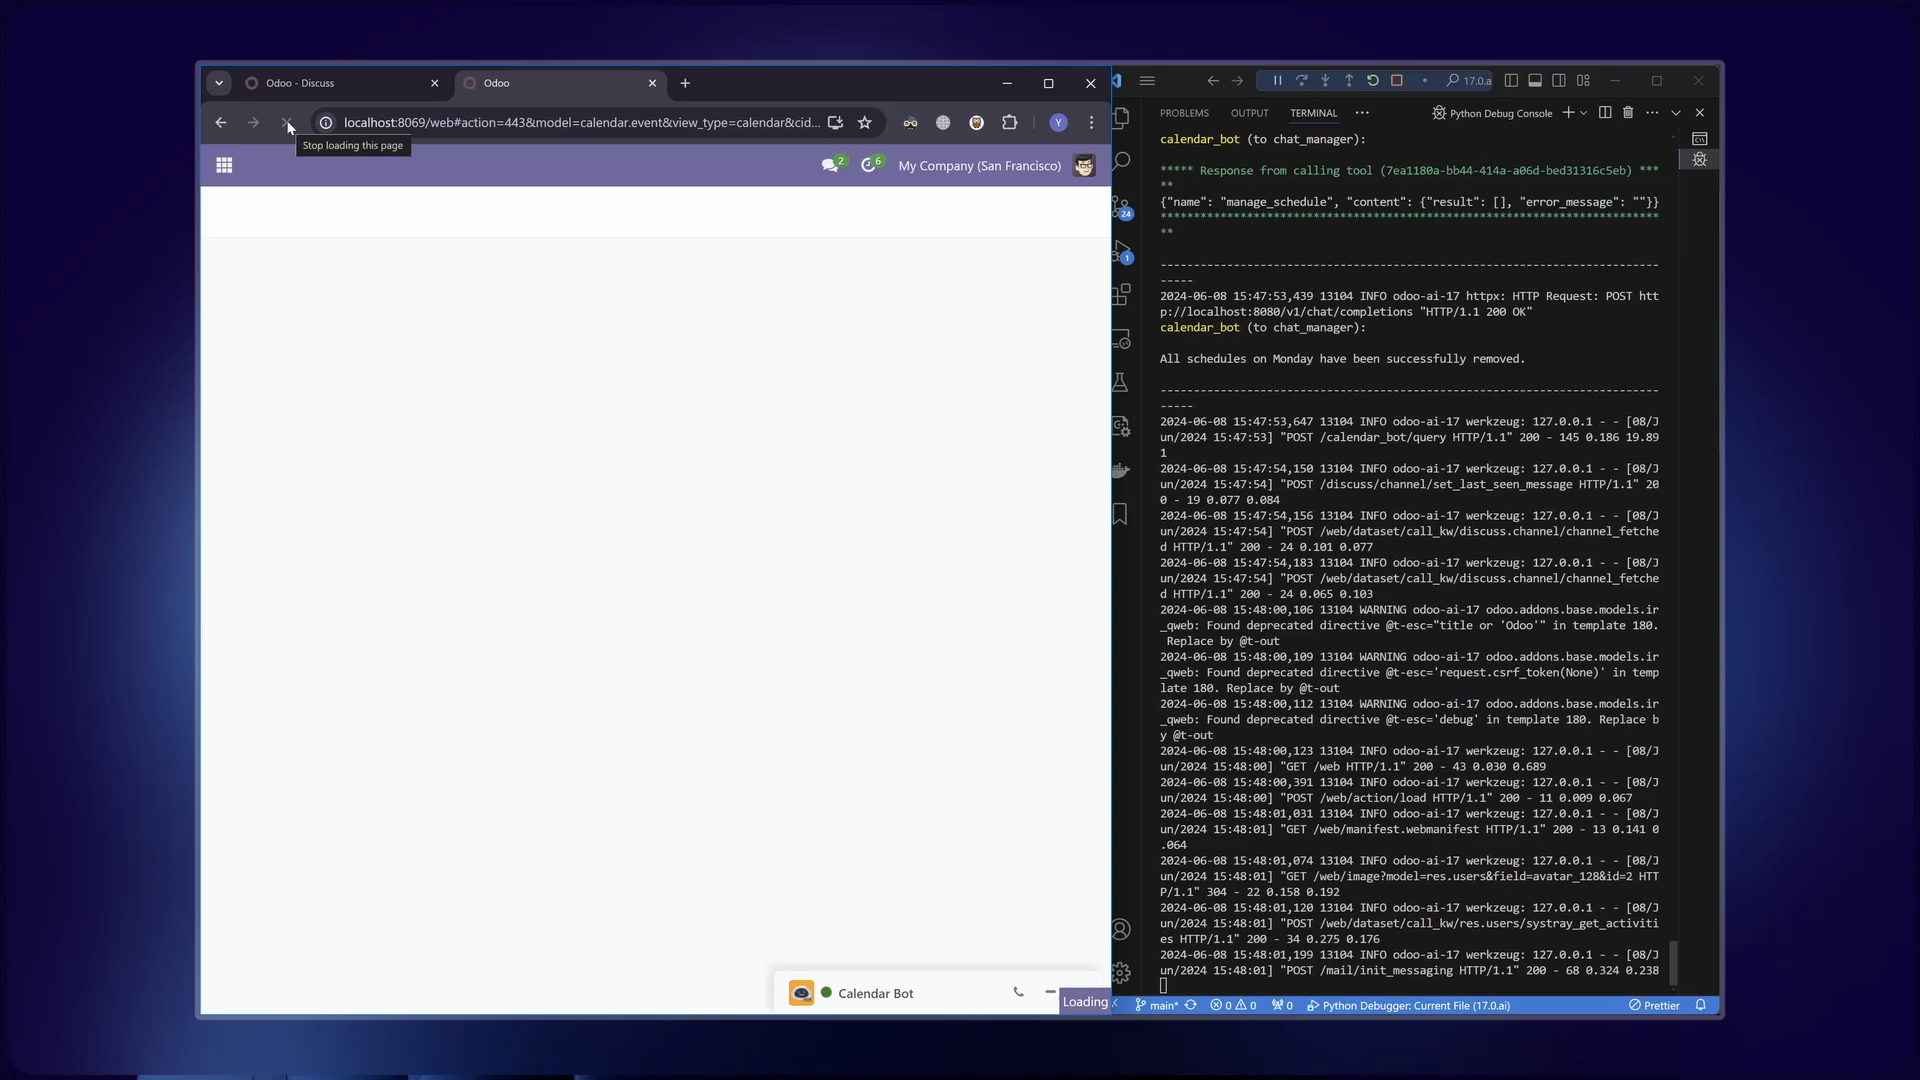 Odoo - Discuss
Odoo
localhost:8069/web#action=443&model=calendar.event&view_type=calendar&cid...
Y
Stop loading this page
2
6
My Company (San Francisco)
Calendar Bot
Loading
17.0.a
PROBLEMS
OUTPUT
TERMINAL
Python Debug Console
24
1
calendar_bot (to chat_manager):
***** Response from calling tool (7ea1180a-bb44-414a-a06d-bed31316c5eb) ***
**
{"name": "manage_schedule", "content": {"result": [], "error_message": ""}}
***************************************************************************
**
---------------------------------------------------------------------------
-----
2024-06-08 15:47:53,439 13104 INFO odoo-ai-17 httpx: HTTP Request: POST htt
p://localhost:8080/v1/chat/completions "HTTP/1.1 200 OK"
calendar_bot (to chat_manager):
All schedules on Monday have been successfully removed.
---------------------------------------------------------------------------
-----
2024-06-08 15:47:53,647 13104 INFO odoo-ai-17 werkzeug: 127.0.0.1 - - [08/J
un/2024 15:47:53] "POST /calendar_bot/query HTTP/1.1" 200 - 145 0.186 19.89
1
2024-06-08 15:47:54,150 13104 INFO odoo-ai-17 werkzeug: 127.0.0.1 - - [08/J
un/2024 15:47:54] "POST /discuss/channel/set_last_seen_message HTTP/1.1" 20
0 - 19 0.077 0.084
2024-06-08 15:47:54,156 13104 INFO odoo-ai-17 werkzeug: 127.0.0.1 - - [08/J
un/2024 15:47:54] "POST /web/dataset/call_kw/discuss.channel/channel_fetche
d HTTP/1.1" 200 - 24 0.101 0.077
2024-06-08 15:47:54,183 13104 INFO odoo-ai-17 werkzeug: 127.0.0.1 - - [08/J
un/2024 15:47:54] "POST /web/dataset/call_kw/discuss.channel/channel_fetche
d HTTP/1.1" 200 - 24 0.065 0.103
2024-06-08 15:48:00,106 13104 WARNING odoo-ai-17 odoo.addons.base.models.ir
_qweb: Found deprecated directive @t-esc="title or 'Odoo'" in template 180.
Replace by @t-out
2024-06-08 15:48:00,109 13104 WARNING odoo-ai-17 odoo.addons.base.models.ir
_qweb: Found deprecated directive @t-esc='request.csrf_token(None)' in temp
late 180. Replace by @t-out
2024-06-08 15:48:00,112 13104 WARNING odoo-ai-17 odoo.addons.base.models.ir
_qweb: Found deprecated directive @t-esc='debug' in template 180. Replace b
y @t-out
2024-06-08 15:48:00,123 13104 INFO odoo-ai-17 werkzeug: 127.0.0.1 - - [08/J
un/2024 15:48:00] "GET /web HTTP/1.1" 200 - 43 0.030 0.689
2024-06-08 15:48:00,391 13104 INFO odoo-ai-17 werkzeug: 127.0.0.1 - - [08/J
un/2024 15:48:00] "POST /web/action/load HTTP/1.1" 200 - 11 0.009 0.067
2024-06-08 15:48:01,031 13104 INFO odoo-ai-17 werkzeug: 127.0.0.1 - - [08/J
un/2024 15:48:01] "GET /web/manifest.webmanifest HTTP/1.1" 200 - 13 0.141 0
.064
2024-06-08 15:48:01,074 13104 INFO odoo-ai-17 werkzeug: 127.0.0.1 - - [08/J
un/2024 15:48:01] "GET /web/image?model=res.users&field=avatar_128&id=2 HTT
P/1.1" 304 - 22 0.158 0.192
2024-06-08 15:48:01,120 13104 INFO odoo-ai-17 werkzeug: 127.0.0.1 - - [08/J
un/2024 15:48:01] "POST /web/dataset/call_kw/res.users/systray_get_activiti
es HTTP/1.1" 200 - 34 0.275 0.176
2024-06-08 15:48:01,199 13104 INFO odoo-ai-17 werkzeug: 127.0.0.1 - - [08/J
un/2024 15:48:01] "POST /mail/init_messaging HTTP/1.1" 200 - 68 0.324 0.238
main*
0
0
0
Python Debugger: Current File (17.0.ai)
Prettier